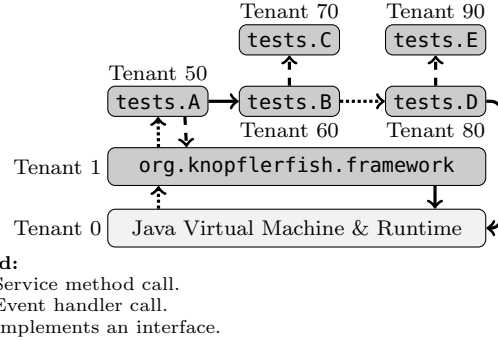 Tenant 70 Tenant 90
tests.C tests.E
Tenant 50
tests.A tests.B tests.D
Tenant 60 Tenant 80
Tenant 1 org.knopflerfish.framework
Tenant 0 Java Virtual Machine & Runtime
d:
Service method call.
Event handler call.
mplements an interface.